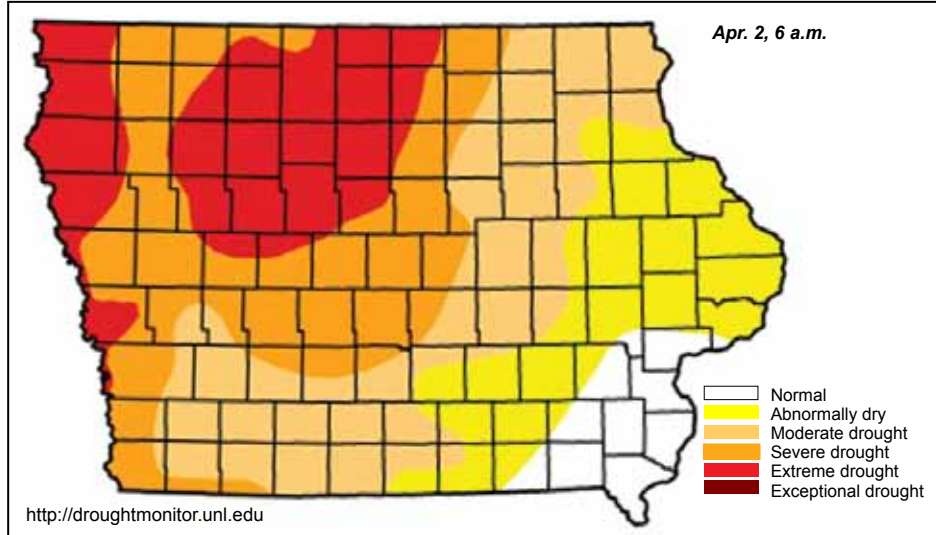 Apr. 2, 6 a.m.
Normal
Abnormally dry
Moderate drought
Severe drought
Extreme drought
Exceptional drought
http://droughtmonitor.unl.edu